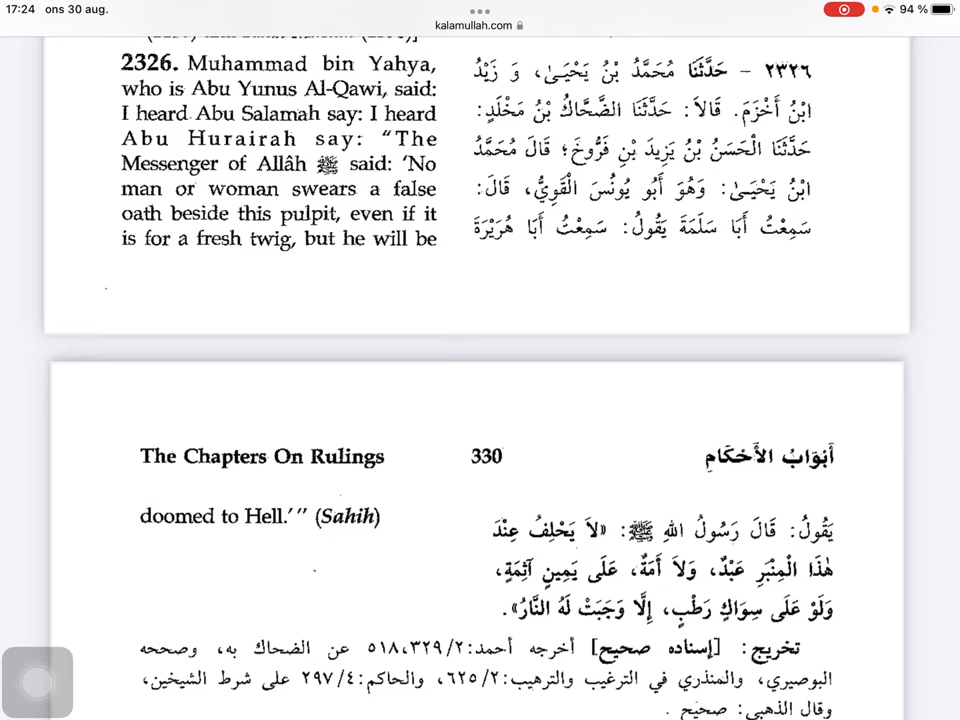 17:24 ons 30 aug.
94 %
kalamullah.com
2326. Muhammad bin Yahya,
who is Abu Yunus Al-Qawi, said:
I heard Abu Salamah say: I heard
Abu Hurairah say: “The
Messenger of Allâh ﷺ said: ‘No
man or woman swears a false
oath beside this pulpit, even if it
is for a fresh twig, but he will be
٢٣٢٦ – حَدَّثَنَا مُحَمَّدُ بْنُ يَحْيَىٰ، وَ زَيْدُ
ابْنُ أَخْزَمَ. قَالاَ: حَدَّثَنَا الضَّحَّاكُ بْنُ مَخْلَدٍ:
حَدَّثَنَا الْحَسَنُ بْنُ يَزِيدَ بْنِ فَرُّوخَ؛ قَالَ مُحَمَّدُ
ابْنُ يَحْيَىٰ: وَهُوَ أَبُو يُونُسَ الْقَوِيُّ، قَالَ:
سَمِعْتُ أَبَا سَلَمَةَ يَقُولُ: سَمِعْتُ أَبَا هُرَيْرَةَ
The Chapters On Rulings 330 أَبْوَابُ الأَحْكَامِ
doomed to Hell.’” (Sahih)
يَقُولُ: قَالَ رَسُولُ اللهِ ﷺ: «لاَ يَحْلِفُ عِنْدَ
هٰذَا الْمِنْبَرِ عَبْدٌ، وَلاَ أَمَةٌ، عَلَى يَمِينٍ آثِمَةٍ،
وَلَوْ عَلَى سِوَاكٍ رَطْبٍ، إِلَّا وَجَبَتْ لَهُ النَّارُ».
تخريج: [إسناده صحيح] أخرجه أحمد:٢/ ٥١٨،٣٢٩ عن الضحاك به، وصححه
البوصيري، والمنذري في الترغيب والترهيب:٢/ ٦٢٥، والحاكم:٤/ ٢٩٧ على شرط الشيخين،
وقال الذهبي: صحيح .